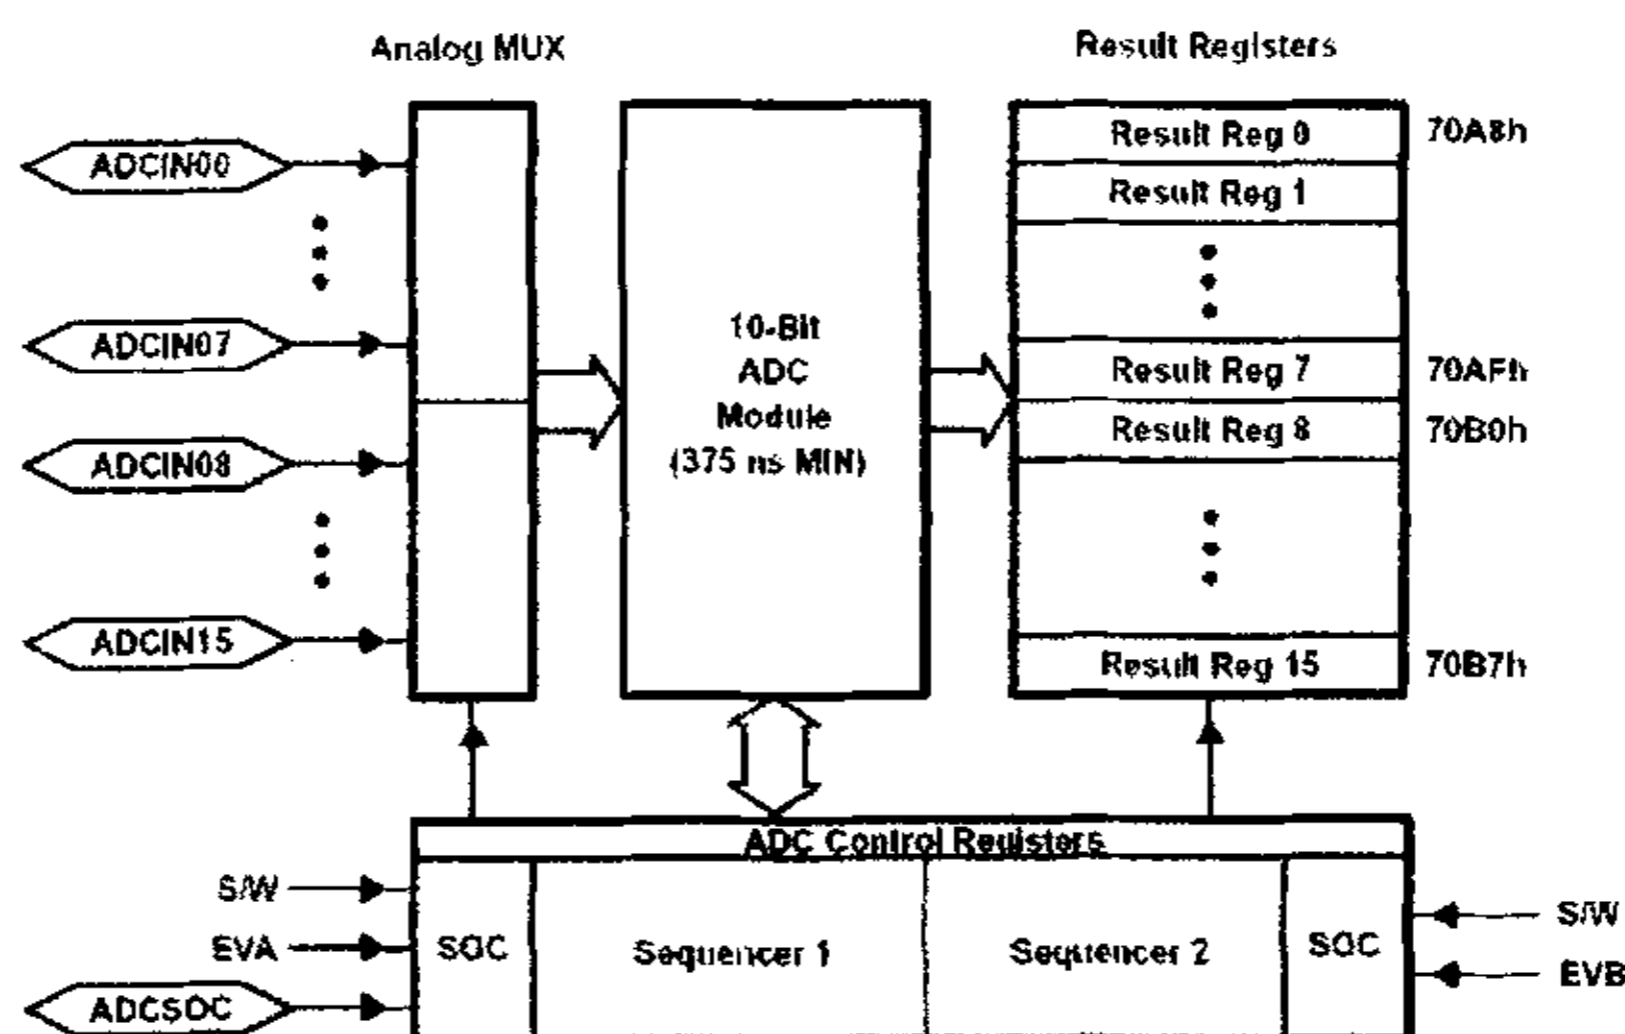 Analog MUX
Result Registers
ADCIN00
ADCIN07
ADCIN08
ADCIN15
10-Bit
ADC
Module
(375 ns MIN)
Result Reg 0
70A8h
Result Reg 1
Result Reg 7
70AFh
Result Reg 8
70B0h
Result Reg 15
70B7h
ADC Control Registers
S/W
EVA
ADCSOC
SOC
Sequencer 1
Sequencer 2
SOC
S/W
EVB